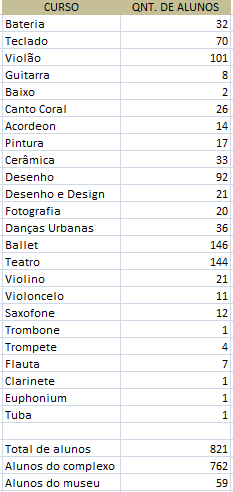 CURSO QNT. DE ALUNOS
Bateria 32
Teclado 70
Violão 101
Guitarra 8
Baixo 2
Canto Coral 26
Acordeon 14
Pintura 17
Cerâmica 33
Desenho 92
Desenho e Design 21
Fotografia 20
Danças Urbanas 36
Ballet 146
Teatro 144
Violino 21
Violoncelo 11
Saxofone 12
Trombone 1
Trompete 4
Flauta 7
Clarinete 1
Euphonium 1
Tuba 1
Total de alunos 821
Alunos do complexo 762
Alunos do museu 59